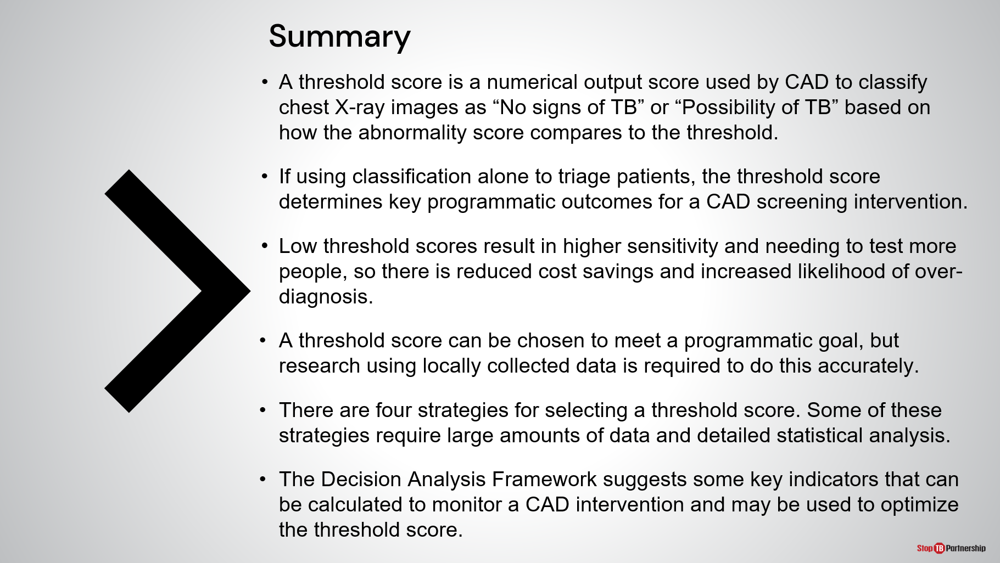 Summary
• A threshold score is a numerical output score used by CAD to classify
chest X-ray images as “No signs of TB” or “Possibility of TB” based on
how the abnormality score compares to the threshold.
• If using classification alone to triage patients, the threshold score
determines key programmatic outcomes for a CAD screening intervention.
• Low threshold scores result in higher sensitivity and needing to test more
people, so there is reduced cost savings and increased likelihood of over-
diagnosis.
• A threshold score can be chosen to meet a programmatic goal, but
research using locally collected data is required to do this accurately.
• There are four strategies for selecting a threshold score. Some of these
strategies require large amounts of data and detailed statistical analysis.
• The Decision Analysis Framework suggests some key indicators that can
be calculated to monitor a CAD intervention and may be used to optimize
the threshold score.
Stop TB Partnership